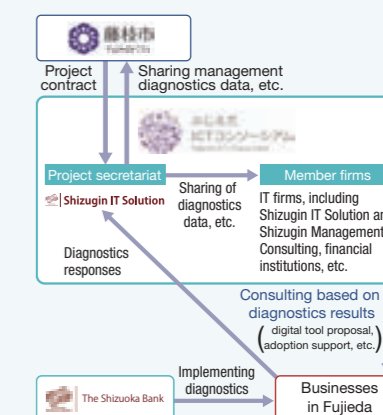 藤枝市
Project
contract
Sharing management
diagnostics data, etc.
ふじえだ
ICTコンソーシアム
Project secretariat
Shizugin IT Solution
Sharing of
diagnostics
data, etc.
Member firms
IT firms, including
Shizugin IT Solution an
Shizugin Management
Consulting, financial
institutions, etc.
Diagnostics
responses
Consulting based on
diagnostics results
(digital tool proposal,
adoption support, etc.)
Implementing
diagnostics
The Shizuoka Bank
Businesses
in Fujieda